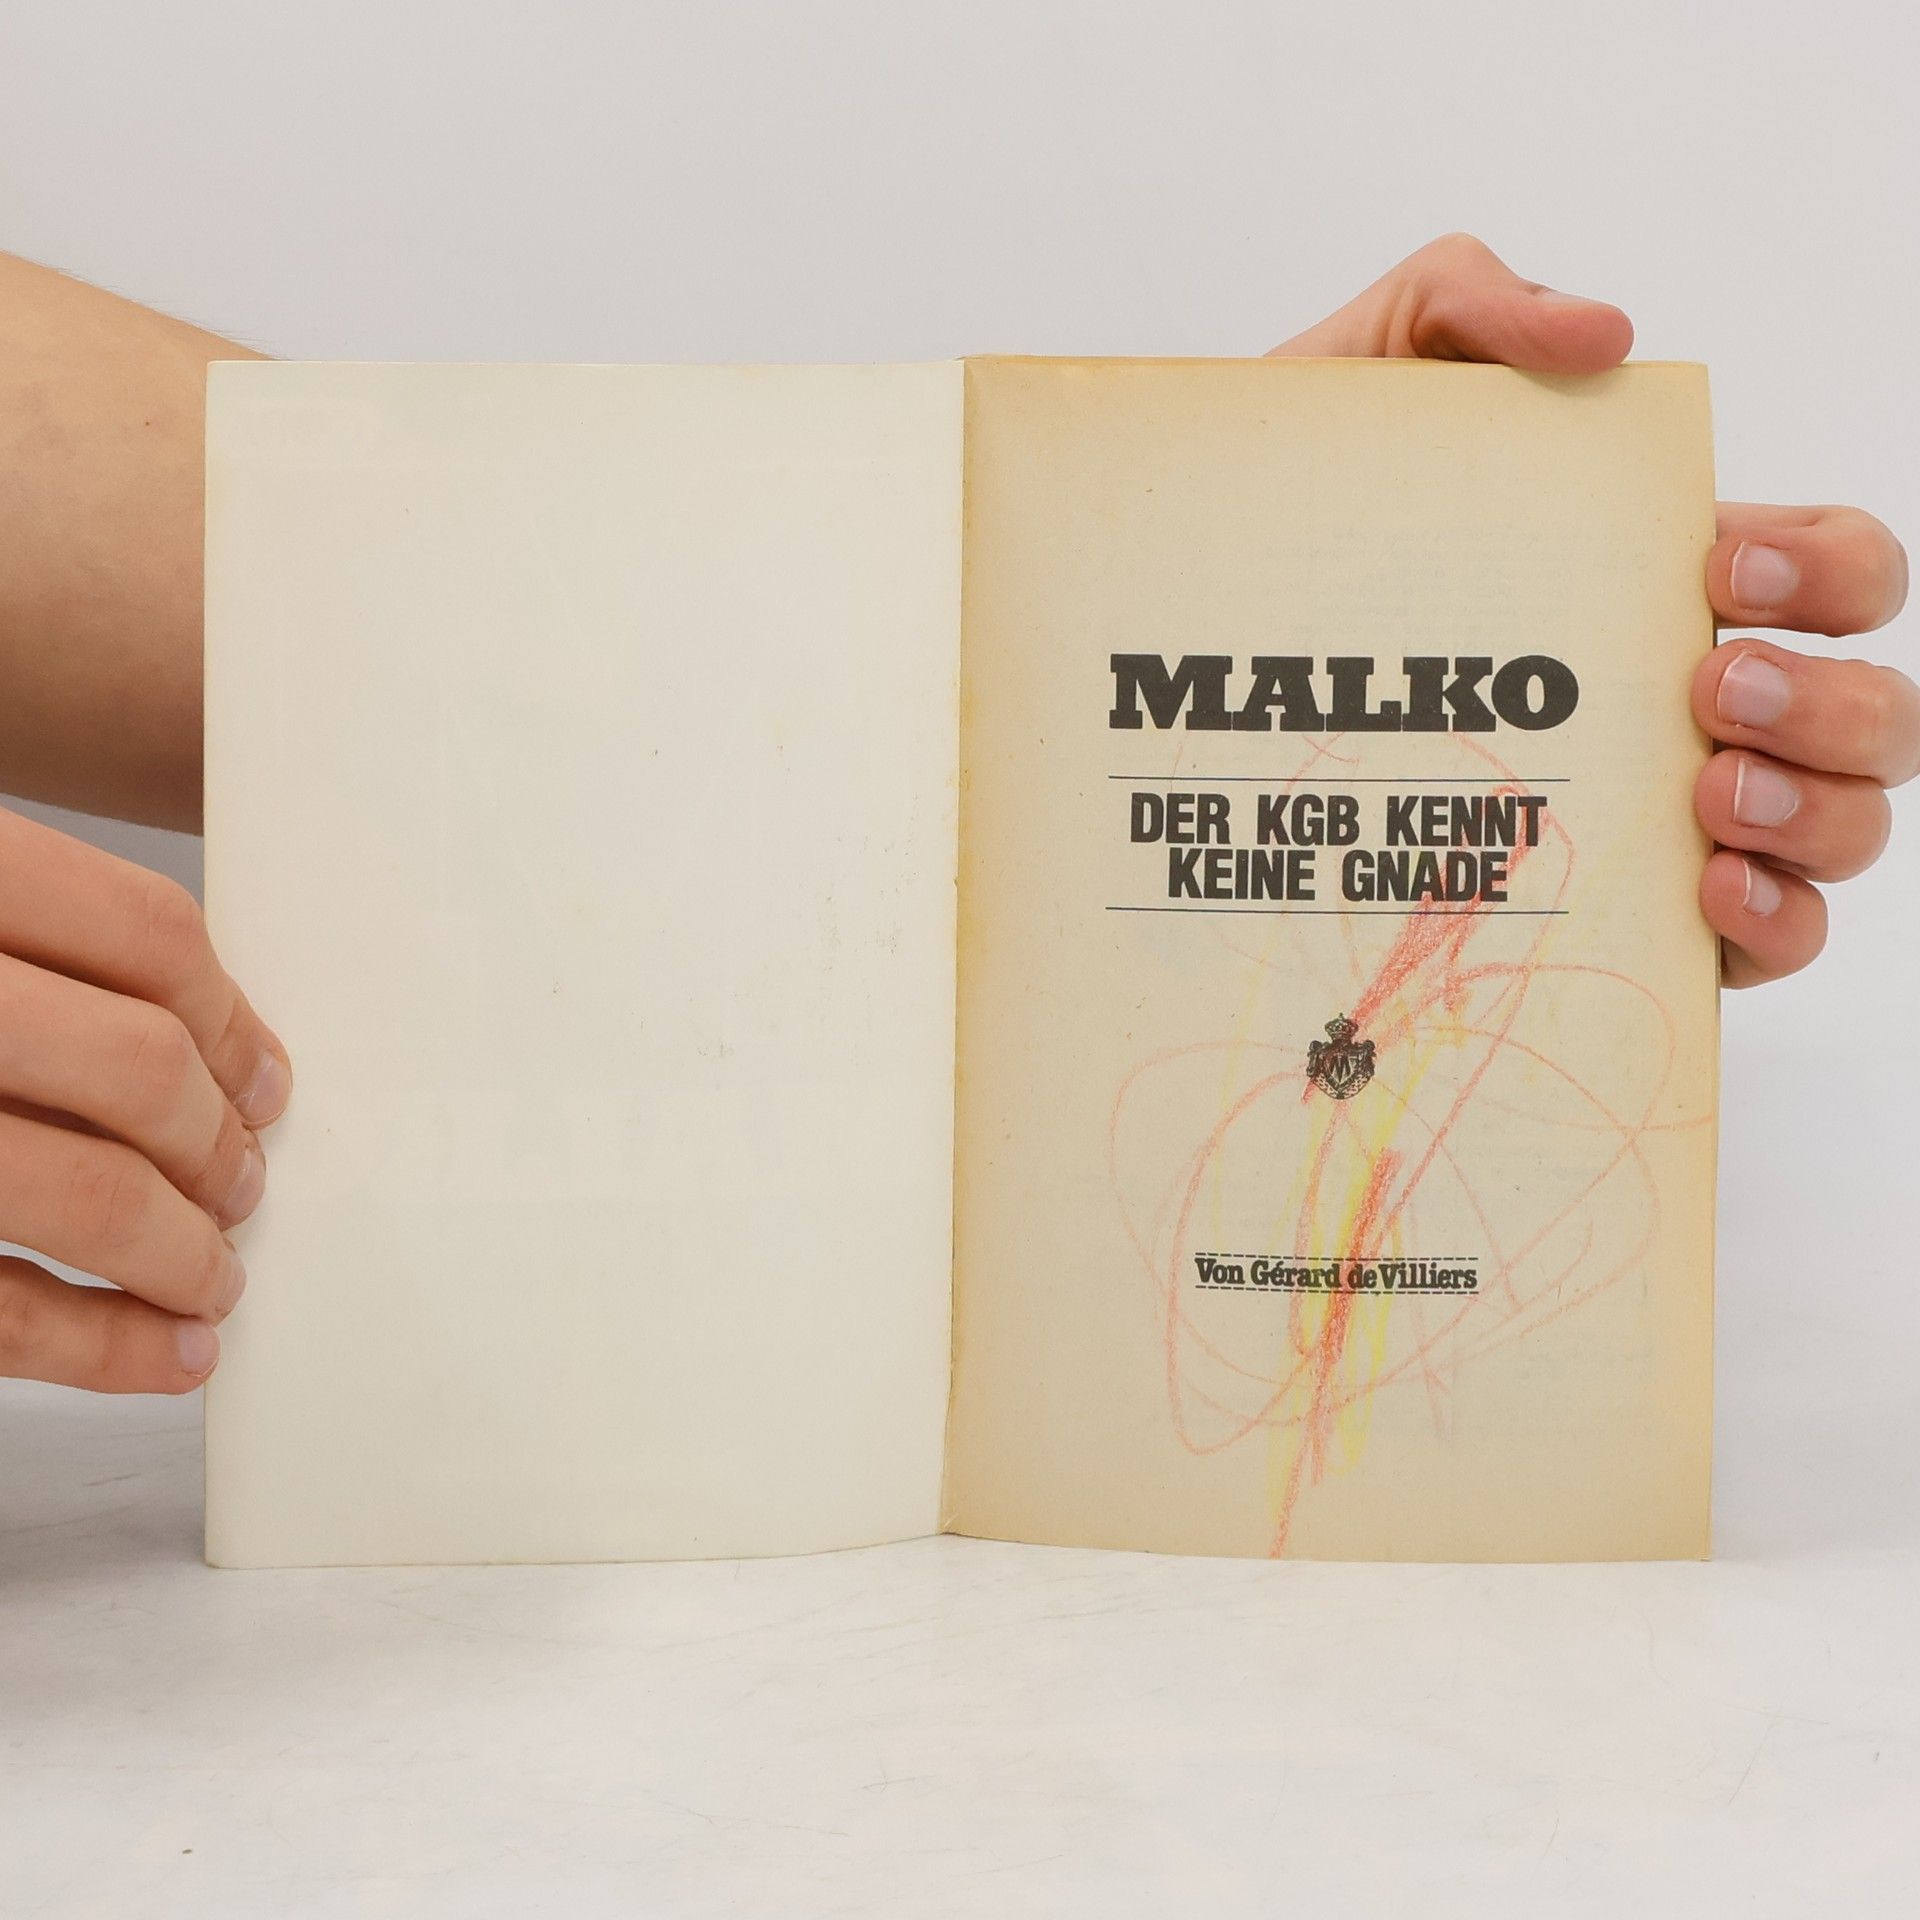 MALKO
DER KGB KENNT
KEINE GNADE
M
Von Gérard de Villiers